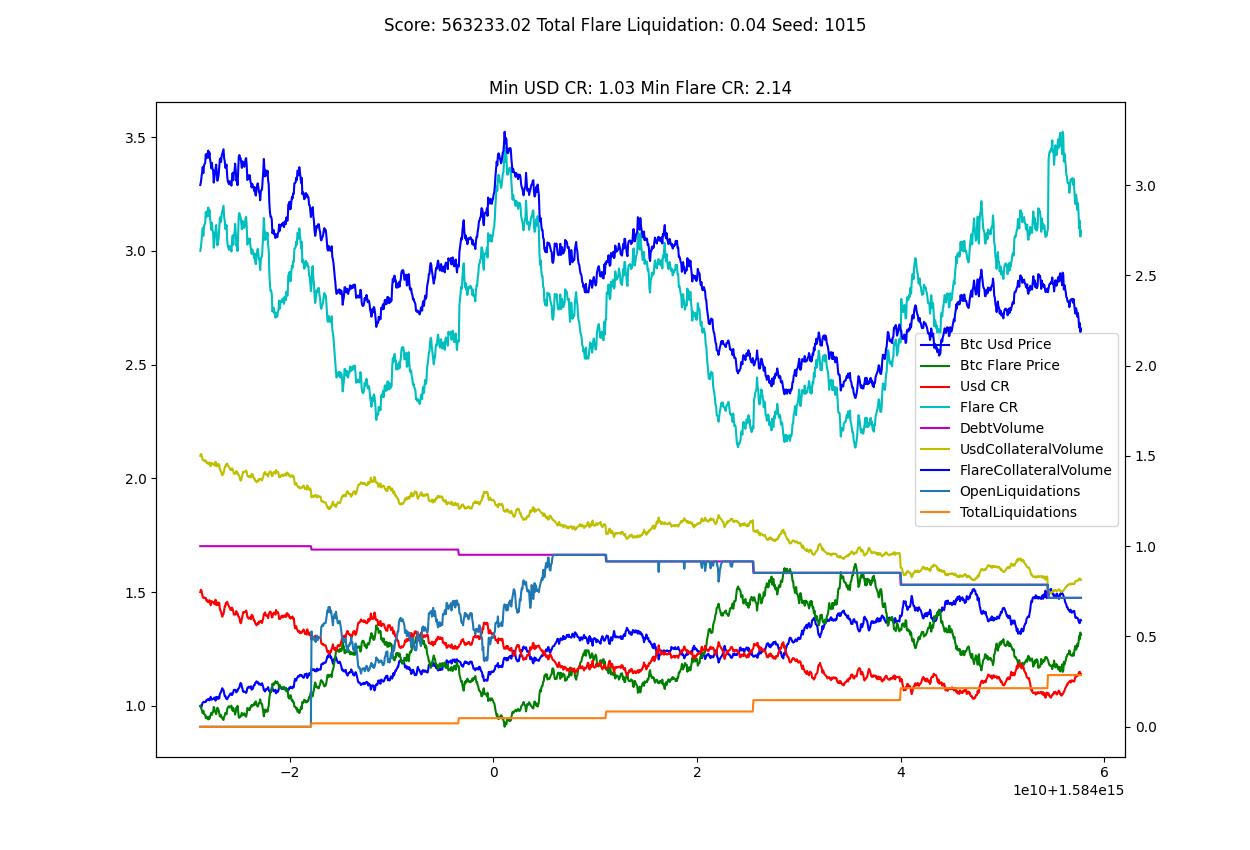 Score: 563233.02 Total Flare Liquidation: 0.04 Seed: 1015
Min USD CR: 1.03 Min Flare CR: 2.14
3.5
3.0
2.5
2.0
1.5
1.0
3.0
2.5
2.0
1.5
1.0
0.5
0.0
Btc Usd Price
Btc Flare Price
Usd CR
Flare CR
DebtVolume
UsdCollateralVolume
FlareCollateralVolume
OpenLiquidations
TotalLiquidations
−2 0 2 4 6
1e10+1.584e15